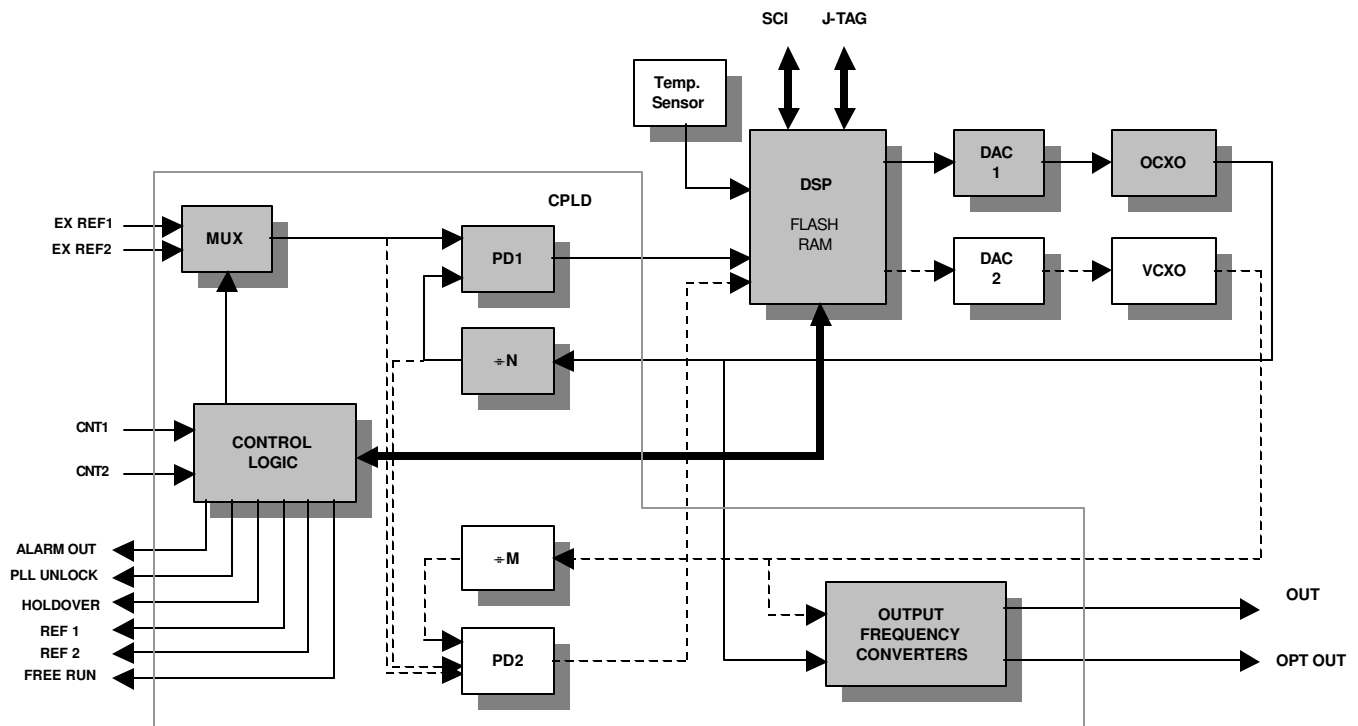 SCI
J-TAG
Temp.
Sensor
DSP
FLASH
RAM
DAC
1
OCXO
CPLD
EX REF1
EX REF2
MUX
PD1
DAC
2
VCXO
÷N
CNT1
CNT2
CONTROL
LOGIC
ALARM OUT
PLL UNLOCK
HOLDOVER
REF 1
REF 2
FREE RUN
÷M
PD2
OUTPUT
FREQUENCY
CONVERTERS
OUT
OPT OUT